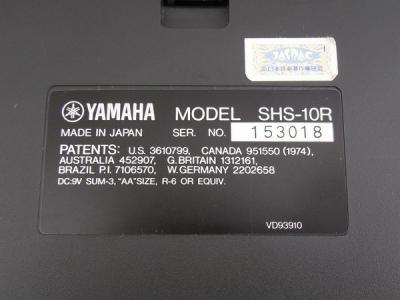 JASRAC
YAMAHA MODEL SHS-10R
MADE IN JAPAN SER. NO. 153018
PATENTS: U.S. 3610799, CANADA 951550 (1974),
AUSTRALIA 452907, G.BRITAIN 1312161,
BRAZIL P.I. 7106570, W.GERMANY 2202658
DC:9V SUM-3, "AA"SIZE, R-6 OR EQUIV.
VD93910